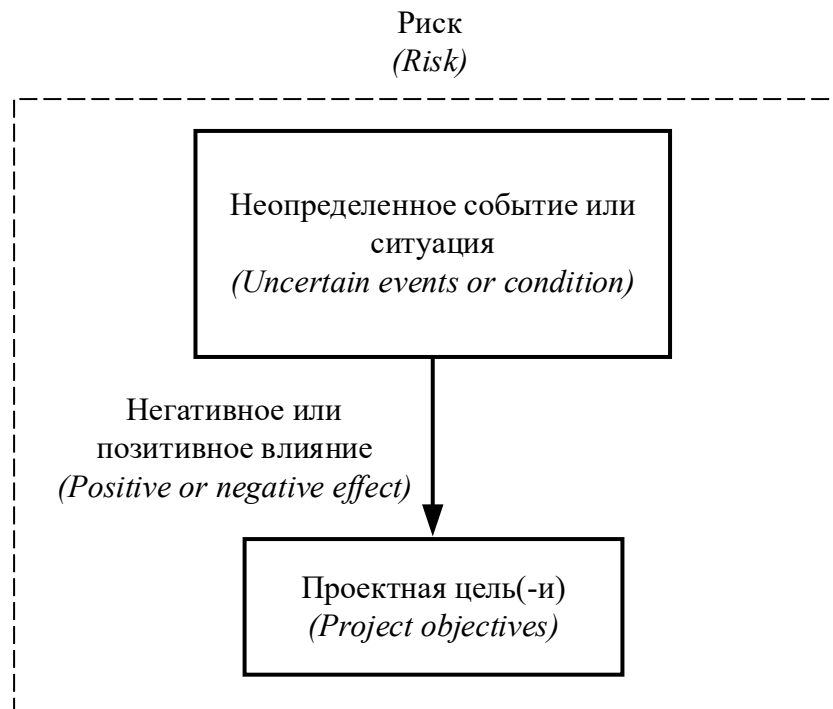 Риск
(Risk)
Неопределенное событие или
ситуация
(Uncertain events or condition)
Негативное или
позитивное влияние
(Positive or negative effect)
Проектная цель(-и)
(Project objectives)